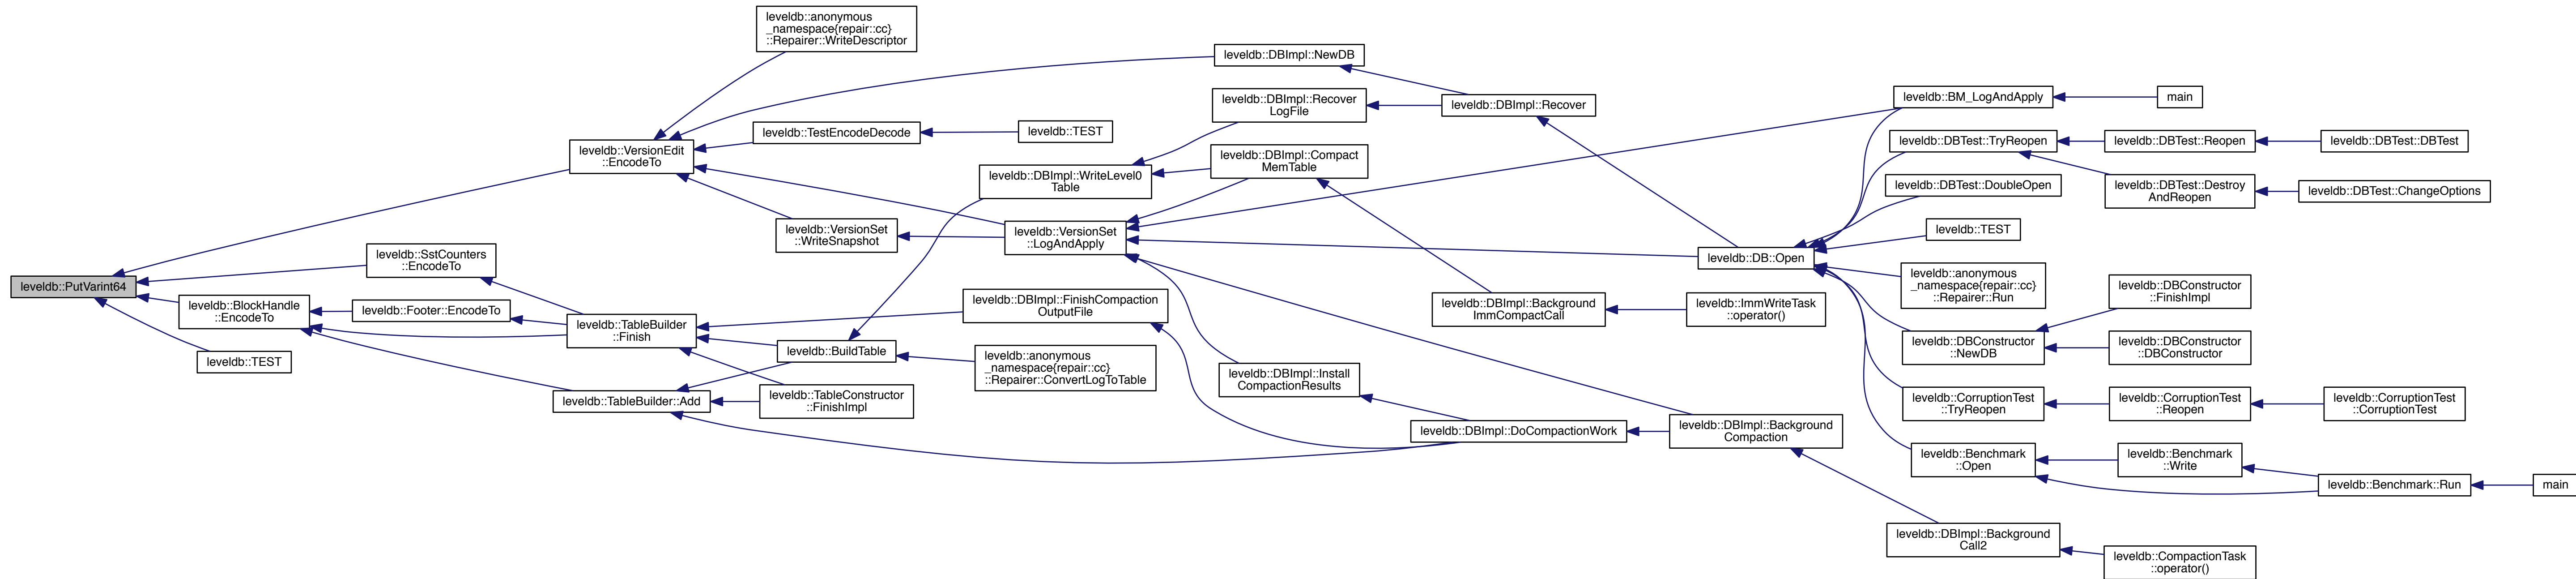 leveldb::PutVarint64
leveldb::VersionEdit
::EncodeTo
leveldb::SstCounters
::EncodeTo
leveldb::BlockHandle
::EncodeTo
leveldb::TEST
leveldb::Footer::EncodeTo
leveldb::TableBuilder
::Finish
leveldb::TableBuilder::Add
leveldb::anonymous
_namespace{repair::cc}
::Repairer::WriteDescriptor
leveldb::TestEncodeDecode
leveldb::VersionSet
::WriteSnapshot
leveldb::BuildTable
leveldb::TableConstructor
::FinishImpl
leveldb::TEST
leveldb::DBImpl::WriteLevel0
Table
leveldb::VersionSet
::LogAndApply
leveldb::DBImpl::FinishCompaction
OutputFile
leveldb::anonymous
_namespace{repair::cc}
::Repairer::ConvertLogToTable
leveldb::DBImpl::NewDB
leveldb::DBImpl::Recover
LogFile
leveldb::DBImpl::Compact
MemTable
leveldb::DBImpl::Install
CompactionResults
leveldb::DBImpl::Recover
leveldb::DBImpl::Background
ImmCompactCall
leveldb::DBImpl::DoCompactionWork
leveldb::DB::Open
leveldb::ImmWriteTask
::operator()
leveldb::DBImpl::Background
Compaction
leveldb::BM_LogAndApply
leveldb::DBTest::TryReopen
leveldb::DBTest::DoubleOpen
leveldb::TEST
leveldb::anonymous
_namespace{repair::cc}
::Repairer::Run
leveldb::DBConstructor
::NewDB
leveldb::CorruptionTest
::TryReopen
leveldb::Benchmark
::Open
leveldb::DBImpl::Background
Call2
main
leveldb::DBTest::Reopen
leveldb::DBTest::Destroy
AndReopen
leveldb::DBConstructor
::FinishImpl
leveldb::DBConstructor
::DBConstructor
leveldb::CorruptionTest
::Reopen
leveldb::Benchmark
::Write
leveldb::CompactionTask
::operator()
leveldb::DBTest::DBTest
leveldb::DBTest::ChangeOptions
leveldb::CorruptionTest
::CorruptionTest
leveldb::Benchmark::Run
main